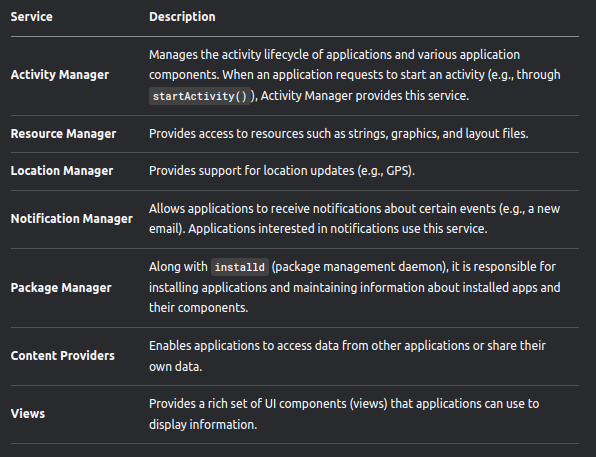 Service Description
Manages the activity lifecycle of applications and various application
Activity Manager components. When an application requests to start an activity (e.g., through
startActivity()), Activity Manager provides this service.
Resource Manager Provides access to resources such as strings, graphics, and layout files.
Location Manager Provides support for location updates (e.g., GPS).
Notification Manager Allows applications to receive notifications about certain events (e.g., a new
email). Applications interested in notifications use this service.
Along with installd (package management daemon), it is responsible for
Package Manager installing applications and maintaining information about installed apps and
their components.
Content Providers Enables applications to access data from other applications or share their
own data.
Views Provides a rich set of UI components (views) that applications can use to
display information.